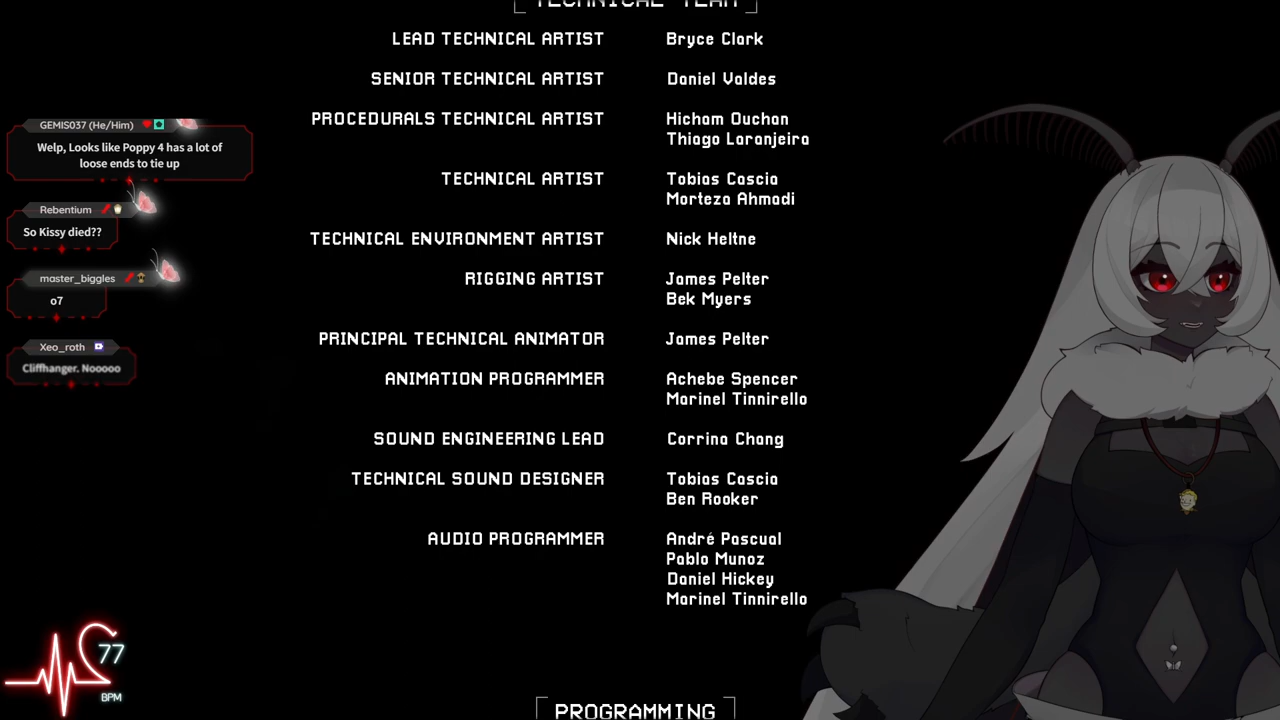 TECHNICAL TEAM
LEAD TECHNICAL ARTIST Bryce Clark
SENIOR TECHNICAL ARTIST Daniel Valdes
PROCEDURALS TECHNICAL ARTIST Hicham Ouchan
Thiago Laranjeira
TECHNICAL ARTIST Tobias Cascia
Morteza Ahmadi
TECHNICAL ENVIRONMENT ARTIST Nick Heltne
RIGGING ARTIST James Pelter
Bek Myers
PRINCIPAL TECHNICAL ANIMATOR James Pelter
ANIMATION PROGRAMMER Achebe Spencer
Marinel Tinnirello
SOUND ENGINEERING LEAD Corrina Chang
TECHNICAL SOUND DESIGNER Tobias Cascia
Ben Rooker
AUDIO PROGRAMMER André Pascual
Pablo Munoz
Daniel Hickey
Marinel Tinnirello
PROGRAMMING
GEMIS037 (He/Him)
Welp, Looks like Poppy 4 has a lot of
loose ends to tie up
Rebentium
So Kissy died??
master_biggles
o7
Xeo_roth
Cliffhanger. Nooooo
77
BPM